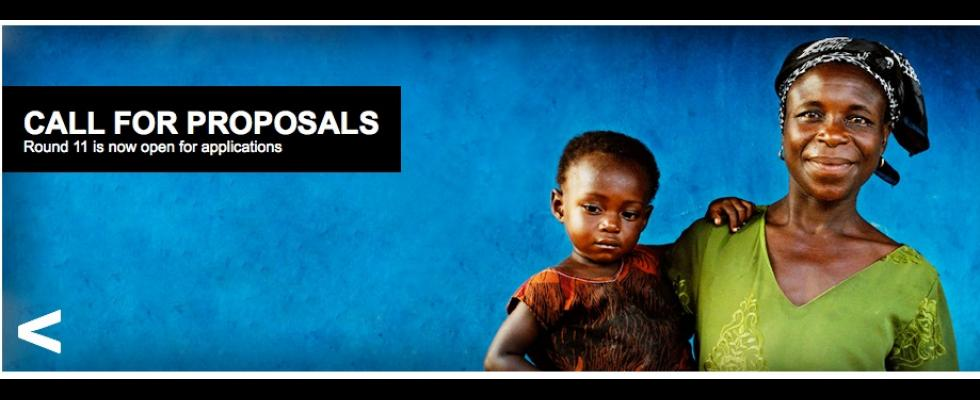 CALL FOR PROPOSALS
Round 11 is now open for applications